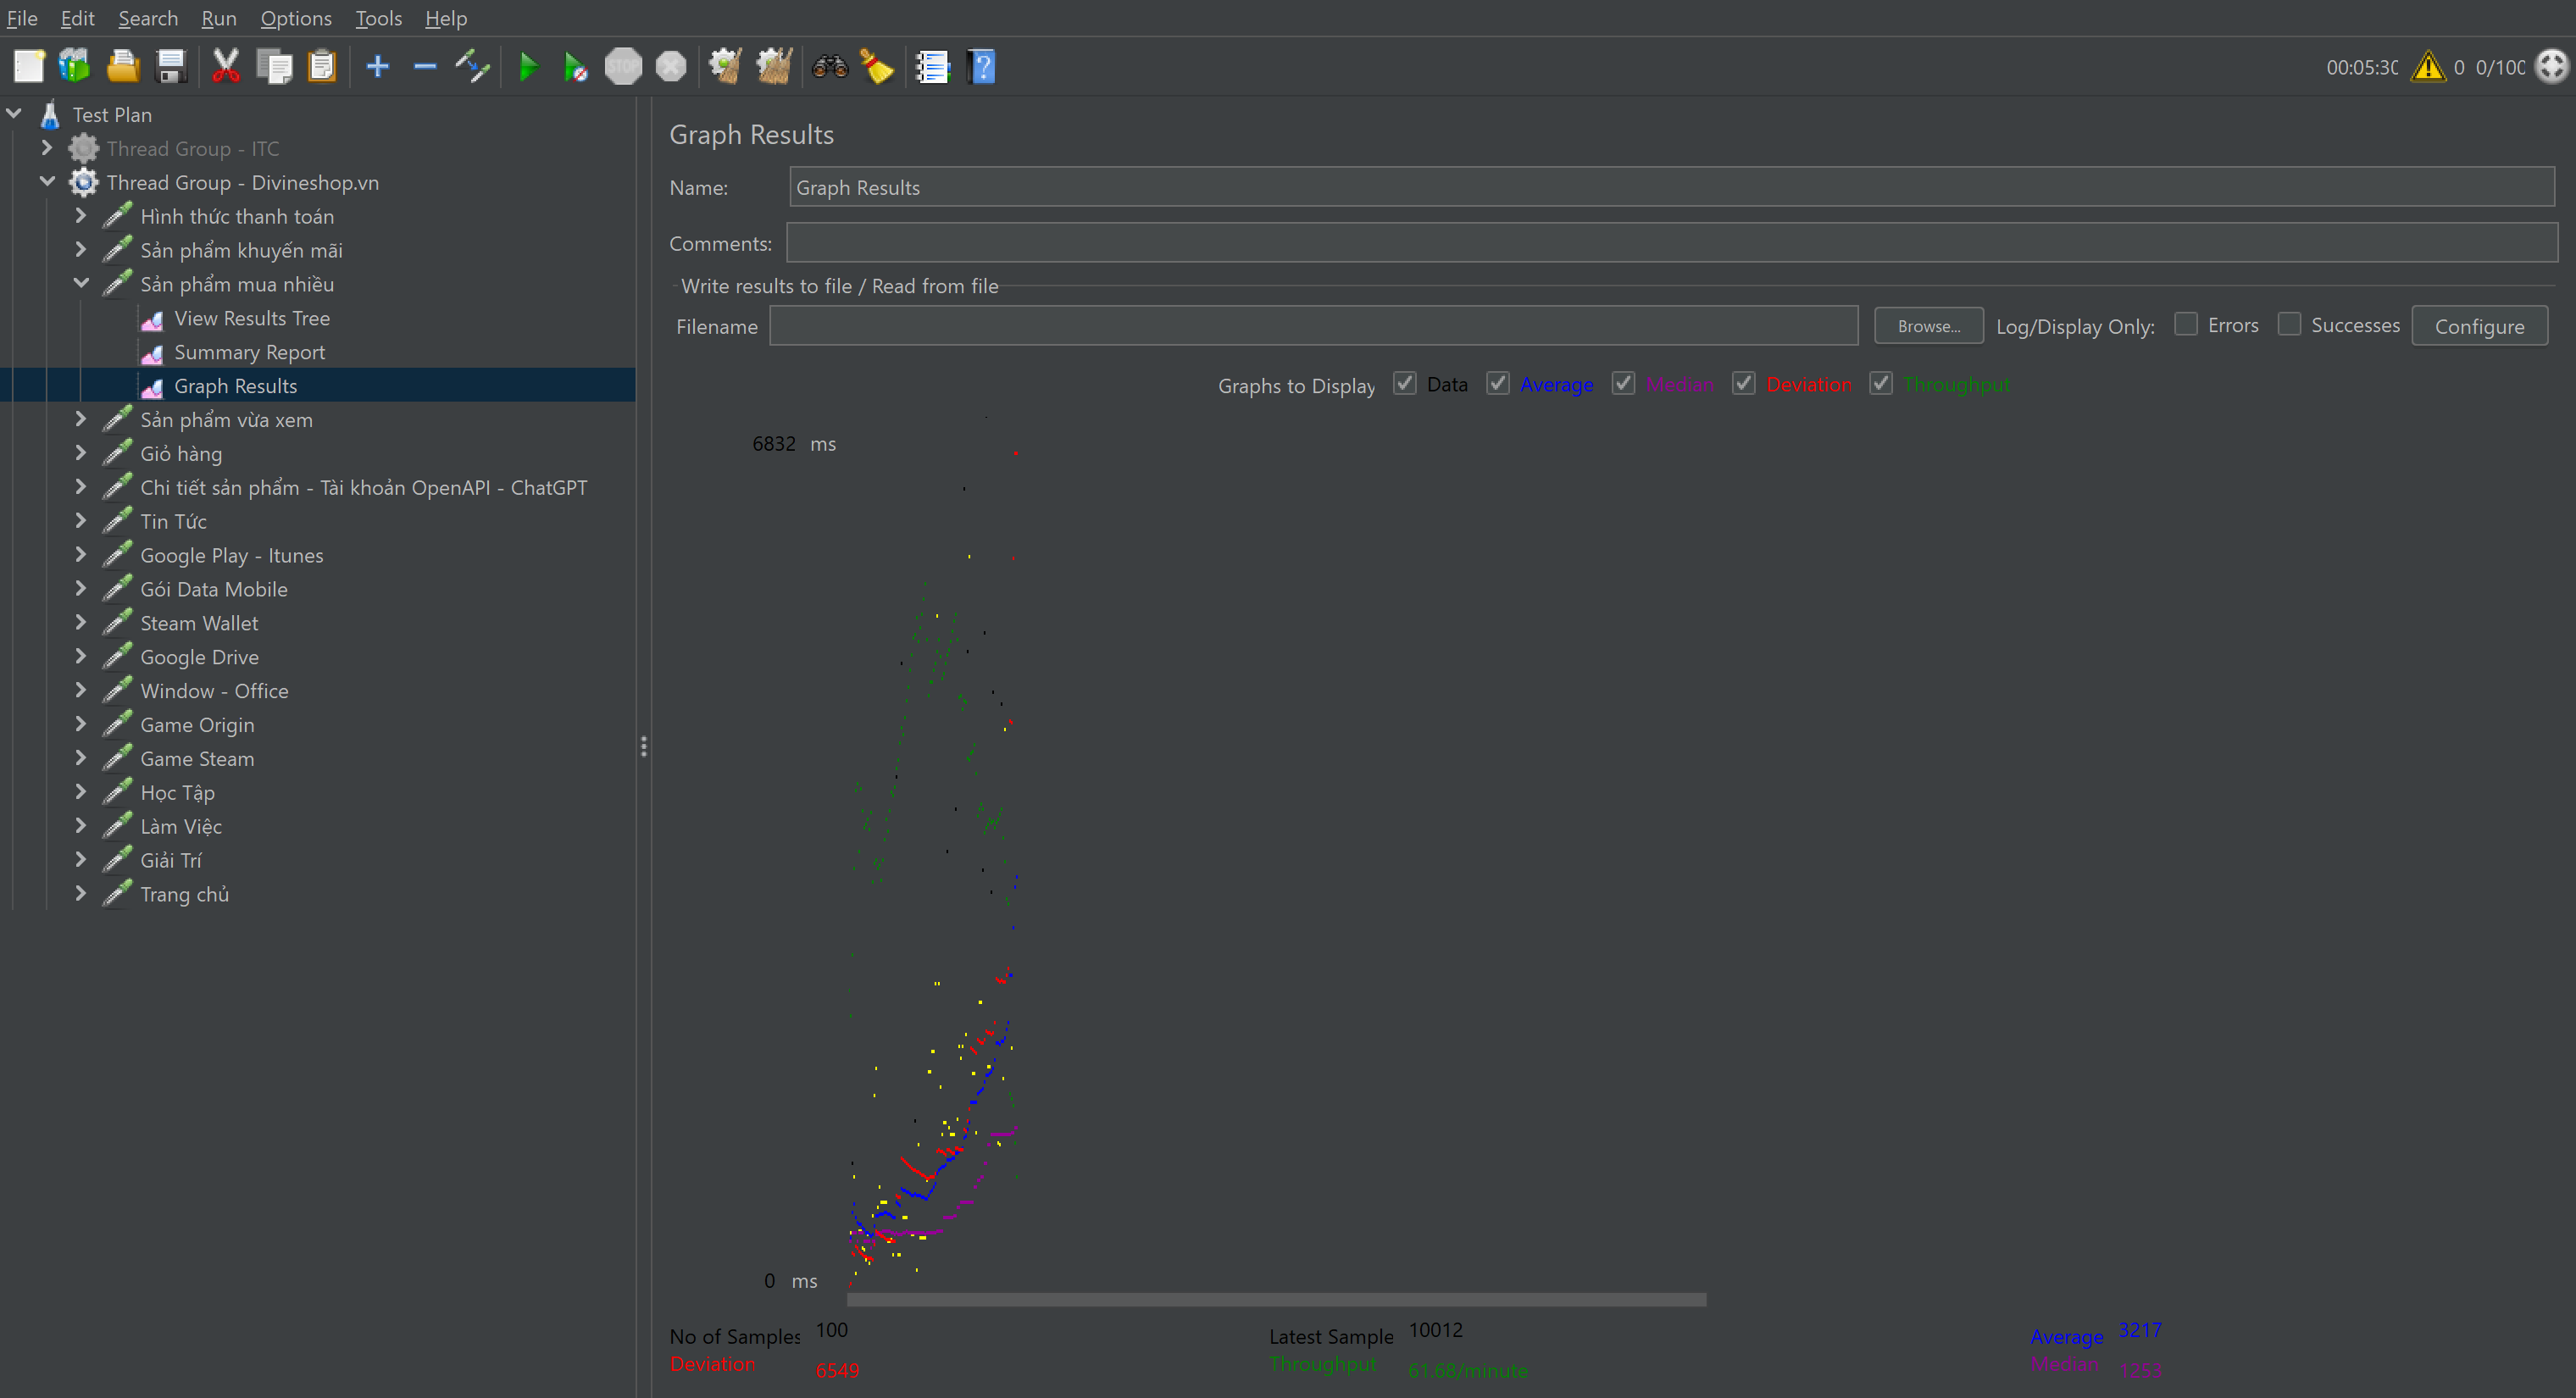 File Edit Search Run Options Tools Help
STOP
00:05:30 0 0/100
Test Plan
Thread Group - ITC
Thread Group - Divineshop.vn
Hình thức thanh toán
Sản phẩm khuyến mãi
Sản phẩm mua nhiều
View Results Tree
Summary Report
Graph Results
Sản phẩm vừa xem
Giỏ hàng
Chi tiết sản phẩm - Tài khoản OpenAPI - ChatGPT
Tin Tức
Google Play - Itunes
Gói Data Mobile
Steam Wallet
Google Drive
Window - Office
Game Origin
Game Steam
Học Tập
Làm Việc
Giải Trí
Trang chủ
Graph Results
Name: Graph Results
Comments:
Write results to file / Read from file
Filename Browse... Log/Display Only: Errors Successes Configure
Graphs to Display Data Average Median Deviation Throughput
6832 ms
0 ms
No of Samples 100 Latest Sample 10012 Average 3217
Deviation 6549 Throughput 61.68/minute Median 1253